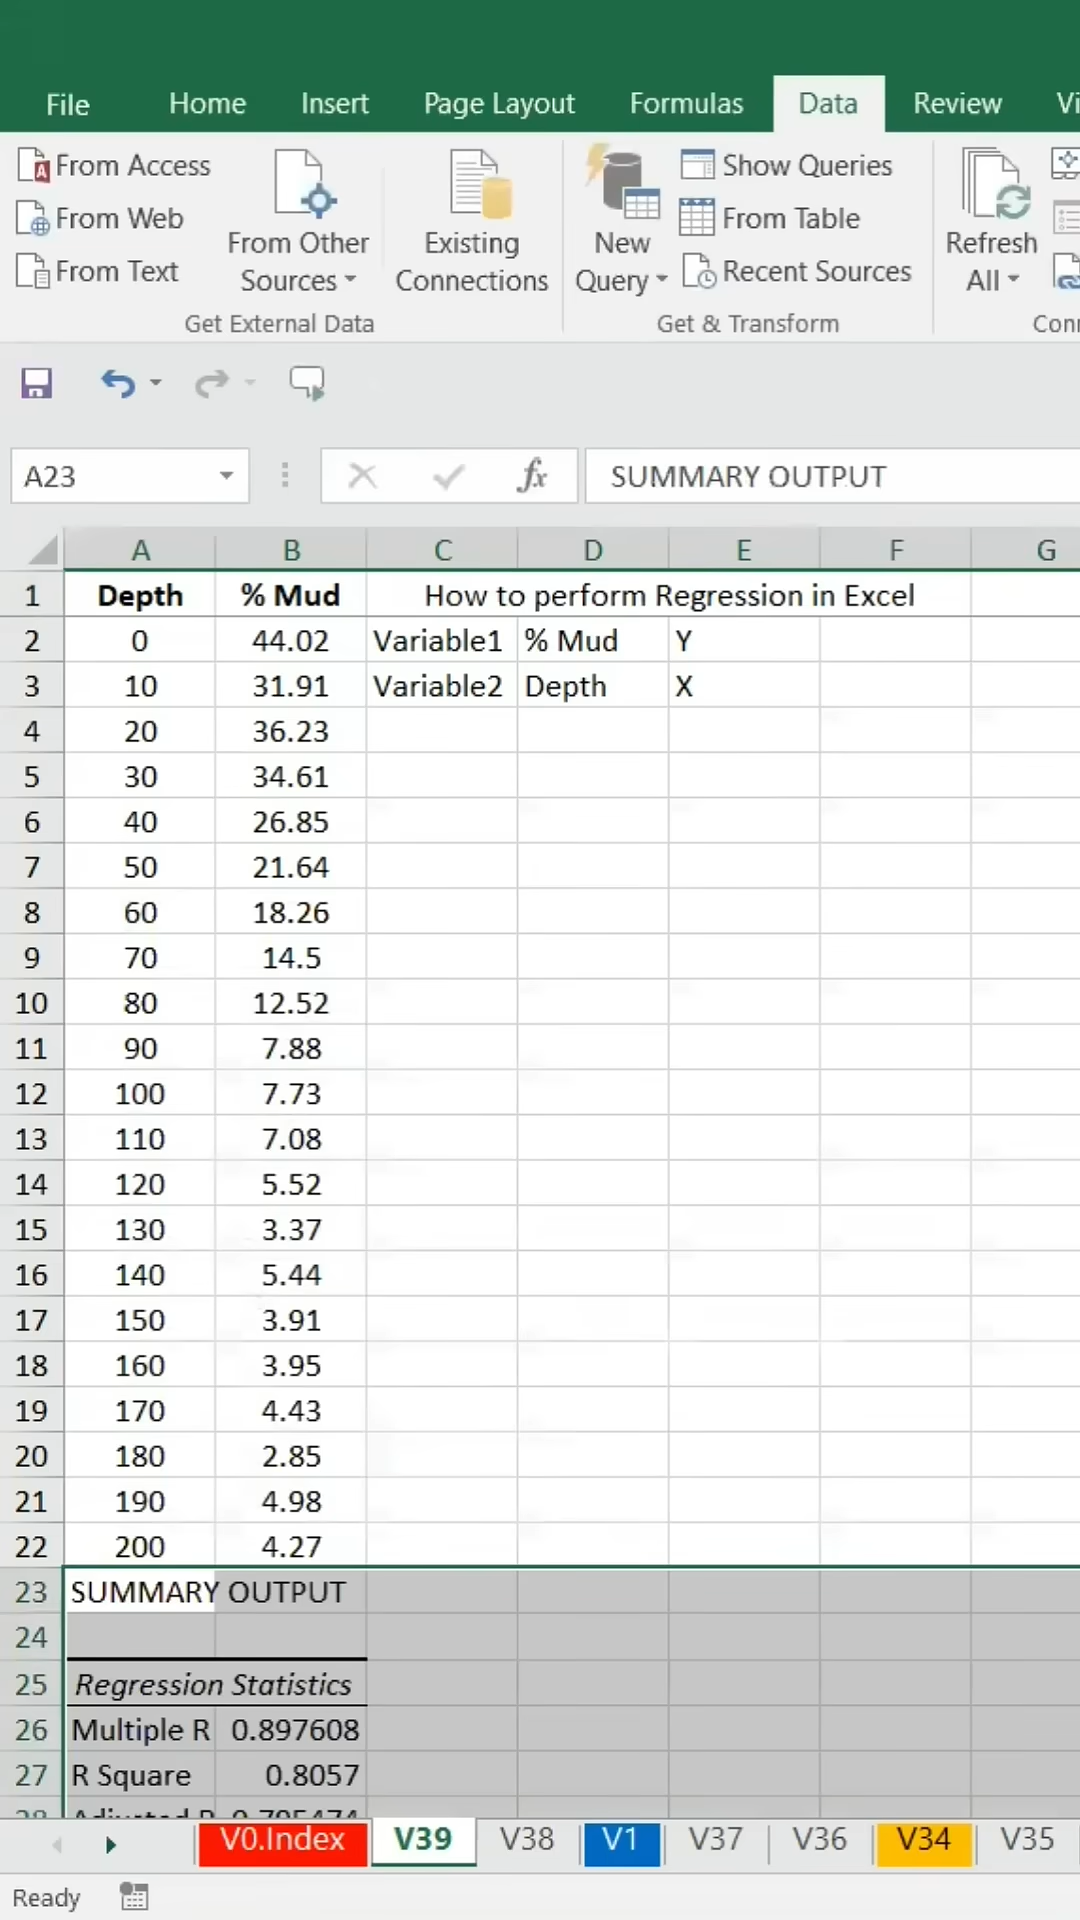 File Home Insert Page Layout Formulas Data Review
From Access
From Web
From Text
From Other Sources
Existing Connections
Get External Data
New Query
Show Queries
From Table
Recent Sources
Get & Transform
Refresh All
A23 fx SUMMARY OUTPUT
A B C D E F G
1 Depth % Mud How to perform Regression in Excel
2 0 44.02 Variable1 % Mud Y
3 10 31.91 Variable2 Depth X
4 20 36.23
5 30 34.61
6 40 26.85
7 50 21.64
8 60 18.26
9 70 14.5
10 80 12.52
11 90 7.88
12 100 7.73
13 110 7.08
14 120 5.52
15 130 3.37
16 140 5.44
17 150 3.91
18 160 3.95
19 170 4.43
20 180 2.85
21 190 4.98
22 200 4.27
23 SUMMARY OUTPUT
24
25 Regression Statistics
26 Multiple R 0.897608
27 R Square 0.8057
V0.Index V39 V38 V1 V37 V36 V34 V35
Ready